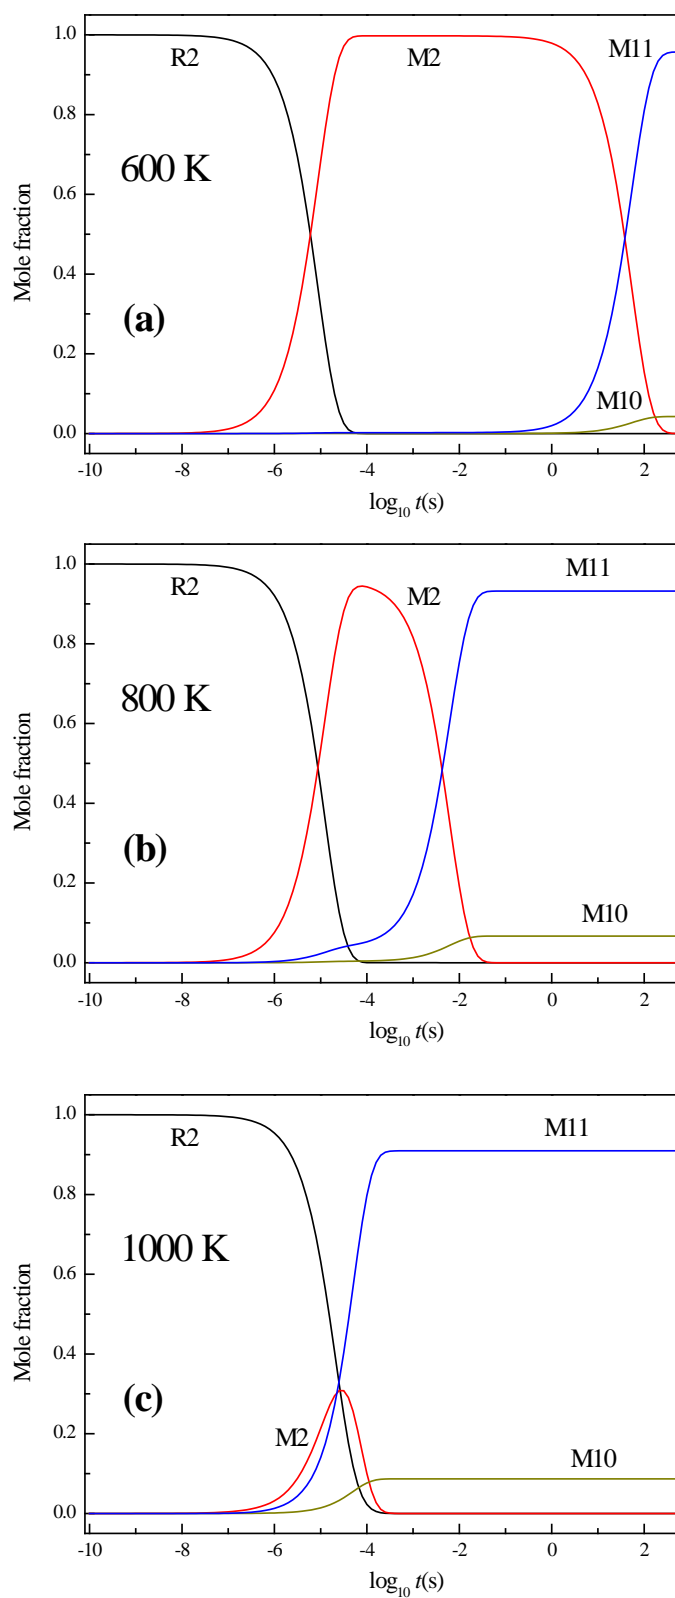 1.0
R2
M2
M11
0.8
600 K
0.6
Mole fraction
0.4
(a)
0.2
M10
0.0
-10 -8 -6 -4 -2 0 2
log10 t(s)
1.0
R2
M2
M11
0.8
800 K
0.6
Mole fraction
0.4
(b)
0.2
M10
0.0
-10 -8 -6 -4 -2 0 2
log10 t(s)
1.0
R2
M11
0.8
1000 K
0.6
Mole fraction
0.4
(c)
0.2
M2
M10
0.0
-10 -8 -6 -4 -2 0 2
log10 t(s)